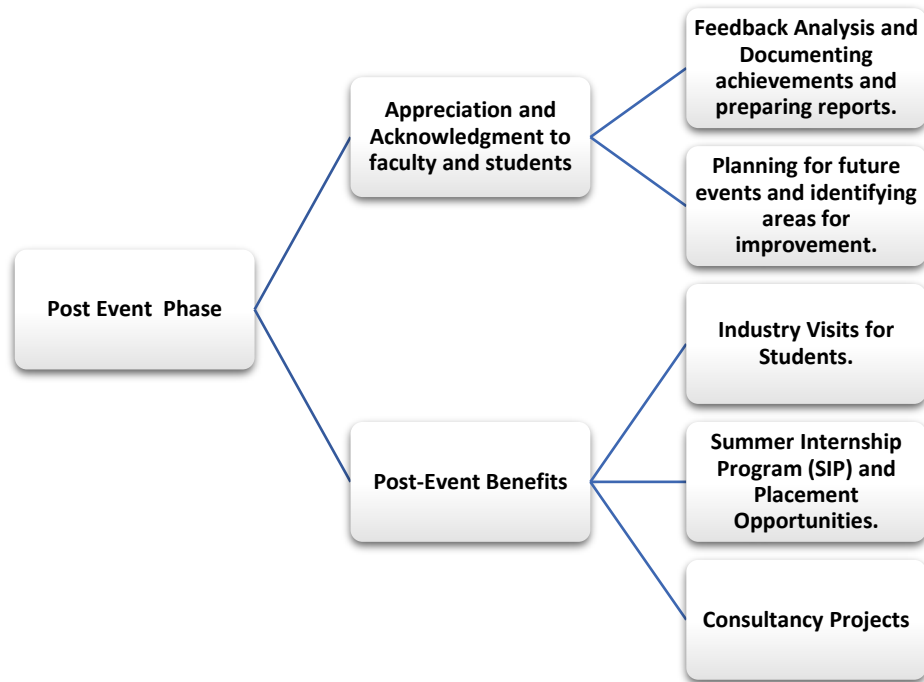 Post Event Phase
Appreciation and
Acknowledgment to
faculty and students
Feedback Analysis and
Documenting
achievements and
preparing reports.
Planning for future
events and identifying
areas for
improvement.
Post-Event Benefits
Industry Visits for
Students.
Summer Internship
Program (SIP) and
Placement
Opportunities.
Consultancy Projects